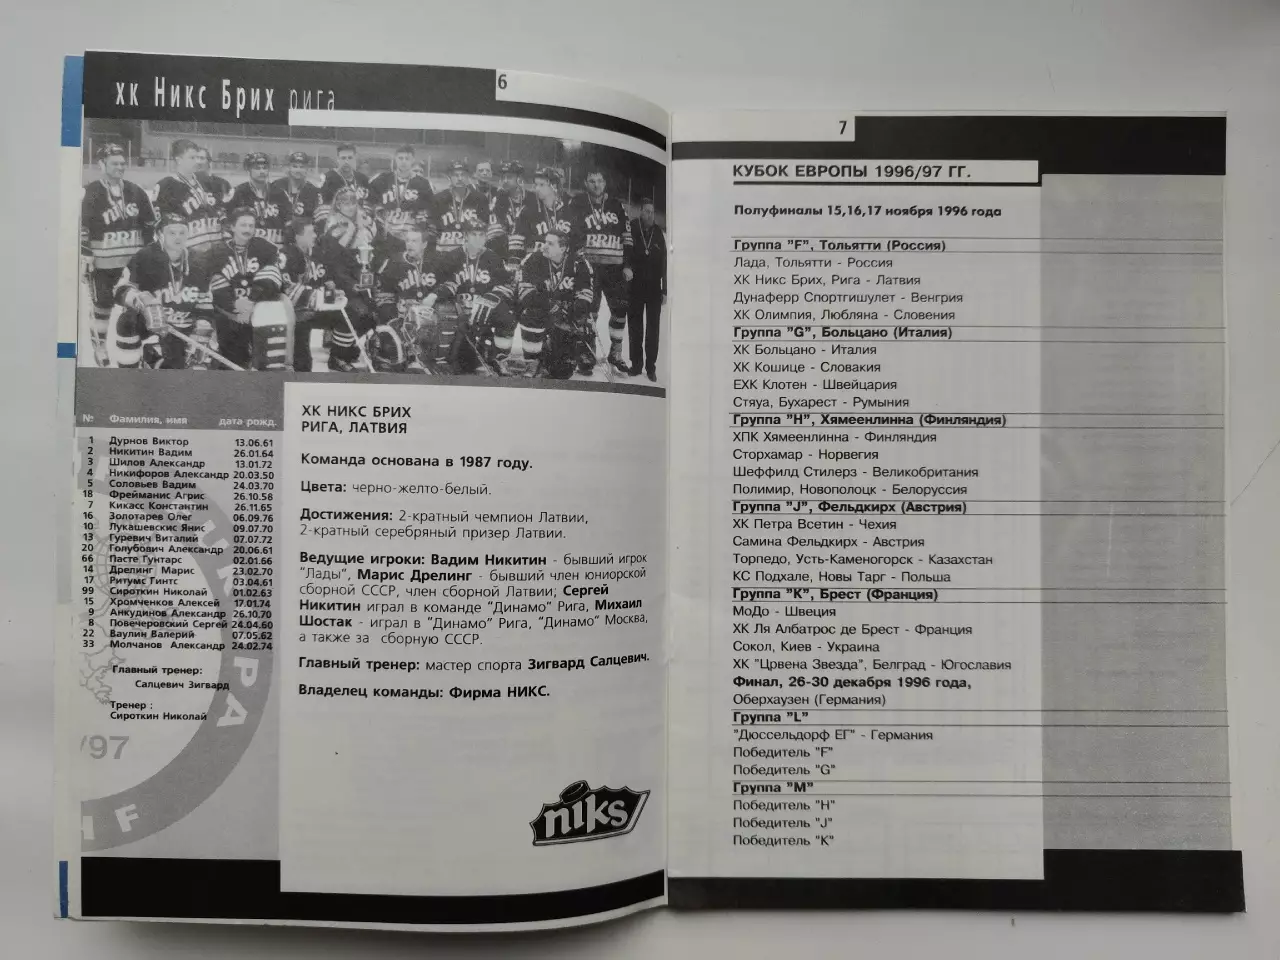 хк Никс Брих рига
6
№ Фамилия, имя дата рожд.
1 Дурнов Виктор 13.06.61
2 Никитин Вадим 26.01.64
3 Шилов Александр 13.01.72
4 Никифоров Александр 20.03.50
5 Соловьев Вадим 24.03.70
18 Фрейманис Агрис 26.10.58
7 Кикасс Константин 26.11.65
16 Золотарев Олег 06.09.76
10 Лукашевскис Янис 09.07.70
13 Гуревич Виталий 07.07.72
20 Голубович Александр 20.06.61
66 Пасте Гунтарс 02.01.66
14 Дрелинг Марис 23.02.70
17 Ритумс Гинтс 03.04.61
99 Сироткин Николай 01.02.63
15 Хромченков Алексей 17.01.74
9 Анкудинов Александр 26.10.70
8 Повечеровский Сергей 24.04.60
22 Ваулин Валерий 07.05.62
33 Молчанов Александр 24.02.74
Главный тренер:
Салцевич Зигвард
Тренер :
Сироткин Николай
/97
ХК НИКС БРИХ
РИГА, ЛАТВИЯ
Команда основана в 1987 году.
Цвета: черно-желто-белый.
Достижения: 2-кратный чемпион Латвии,
2-кратный серебряный призер Латвии.
Ведущие игроки: Вадим Никитин - бывший игрок
"Лады", Марис Дрелинг - бывший член юниорской
сборной СССР, член сборной Латвии; Сергей
Никитин играл в команде "Динамо" Рига, Михаил
Шостак - играл в "Динамо" Рига, "Динамо" Москва,
а также за сборную СССР.
Главный тренер: мастер спорта Зигвард Салцевич.
Владелец команды: Фирма НИКС.
niks
7
КУБОК ЕВРОПЫ 1996/97 ГГ.
Полуфиналы 15,16,17 ноября 1996 года
Группа "F", Тольятти (Россия)
Лада, Тольятти - Россия
ХК Никс Брих, Рига - Латвия
Дунаферр Спортгишулет - Венгрия
ХК Олимпия, Любляна - Словения
Группа "G", Больцано (Италия)
ХК Больцано - Италия
ХК Кошице - Словакия
ЕХК Клотен - Швейцария
Стяуа, Бухарест - Румыния
Группа "H", Хямеенлинна (Финляндия)
ХПК Хямеенлинна - Финляндия
Сторхамар - Норвегия
Шеффилд Стилерз - Великобритания
Полимир, Новополоцк - Белоруссия
Группа "J", Фельдкирх (Австрия)
ХК Петра Всетин - Чехия
Самина Фельдкирх - Австрия
Торпедо, Усть-Каменогорск - Казахстан
КС Подхале, Новы Тарг - Польша
Группа "K", Брест (Франция)
МоДо - Швеция
ХК Ля Албатрос де Брест - Франция
Сокол, Киев - Украина
ХК "Црвена Звезда", Белград - Югославия
Финал, 26-30 декабря 1996 года,
Оберхаузен (Германия)
Группа "L"
"Дюссельдорф ЕГ" - Германия
Победитель "F"
Победитель "G"
Группа "M"
Победитель "H"
Победитель "J"
Победитель "K"